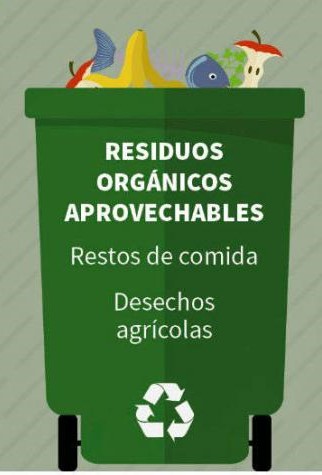 RESIDUOS
ORGÁNICOS
APROVECHABLES
Restos de comida
Desechos
agrícolas